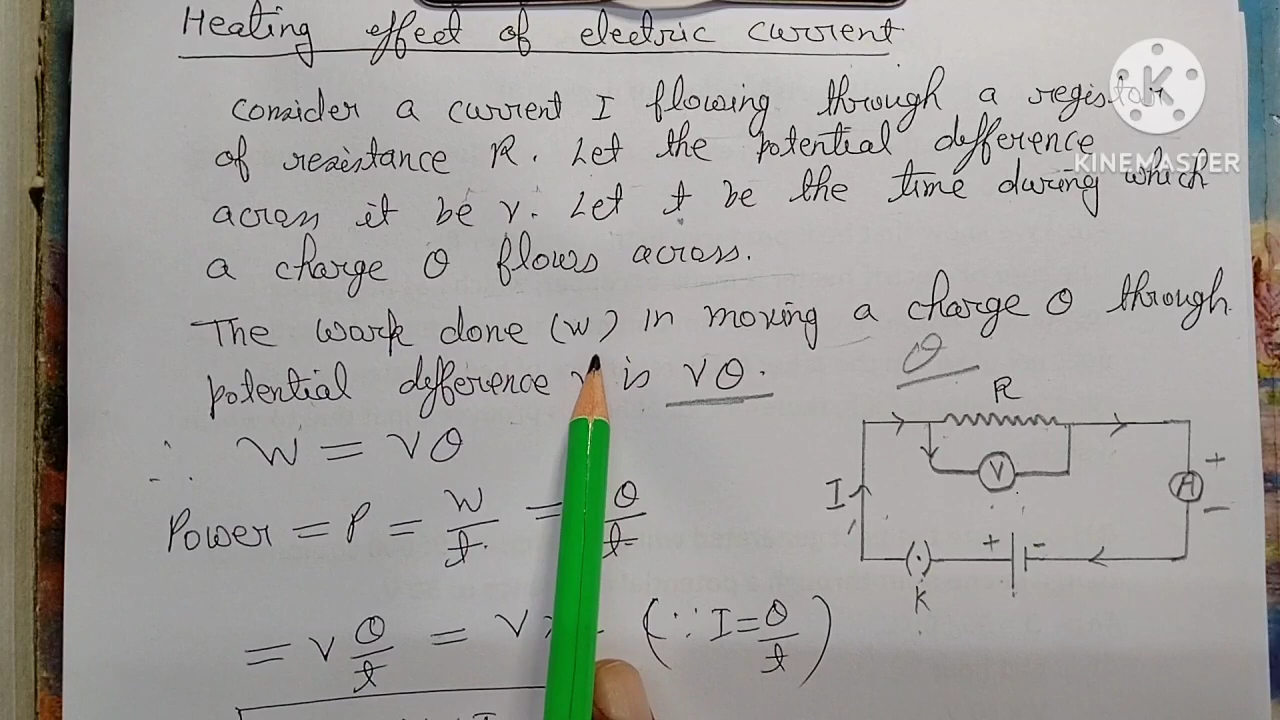 Heating effect of electric current
Consider a current I flowing through a registor
of resistance R. Let the potential difference
across it be V. Let t be the time during which
a charge Q flows across.
The work done (W) in moving a charge Q through
potential difference V is VQ.
Q
∴ W = VQ
Power = P = W/t = Q/t
= V Q/t = V × (∵ I = Q/t)
R
V
I
A
+
-
+
-
K
K
KINEMASTER